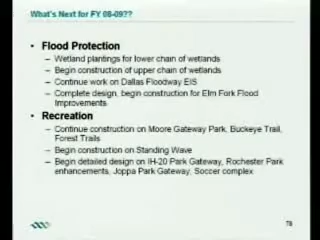 What's Next for FY 08-09??
• Flood Protection
– Wetland plantings for lower chain of wetlands
– Begin construction of upper chain of wetlands
– Continue work on Dallas Floodway EIS
– Complete design, begin construction for Elm Fork Flood
Improvements
• Recreation
– Continue construction on Moore Gateway Park, Buckeye Trail,
Forest Trails
– Begin construction on Standing Wave
– Begin detailed design on IH-20 Park Gateway, Rochester Park
enhancements, Joppa Park Gateway, Soccer complex
78